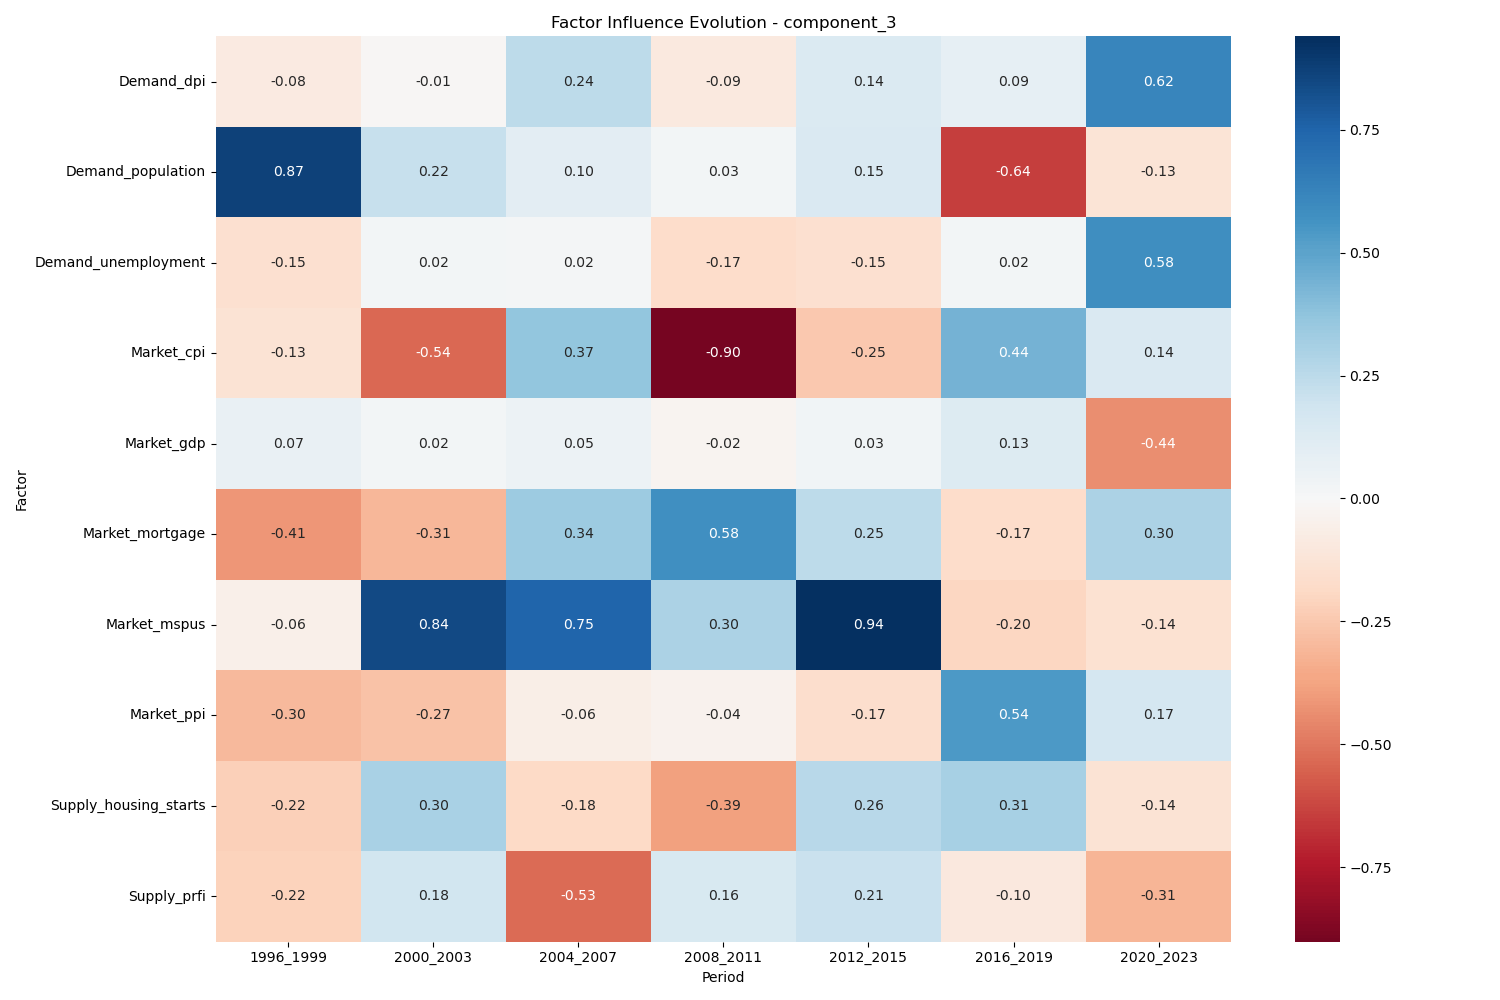 Factor Influence Evolution - component_3
Factor
Demand_dpi -0.08 -0.01 0.24 -0.09 0.14 0.09 0.62
Demand_population 0.87 0.22 0.10 0.03 0.15 -0.64 -0.13
Demand_unemployment -0.15 0.02 0.02 -0.17 -0.15 0.02 0.58
Market_cpi -0.13 -0.54 0.37 -0.90 -0.25 0.44 0.14
Market_gdp 0.07 0.02 0.05 -0.02 0.03 0.13 -0.44
Market_mortgage -0.41 -0.31 0.34 0.58 0.25 -0.17 0.30
Market_mspus -0.06 0.84 0.75 0.30 0.94 -0.20 -0.14
Market_ppi -0.30 -0.27 -0.06 -0.04 -0.17 0.54 0.17
Supply_housing_starts -0.22 0.30 -0.18 -0.39 0.26 0.31 -0.14
Supply_prfi -0.22 0.18 -0.53 0.16 0.21 -0.10 -0.31
1996_1999 2000_2003 2004_2007 2008_2011 2012_2015 2016_2019 2020_2023
Period
0.75
0.50
0.25
0.00
−0.25
−0.50
−0.75